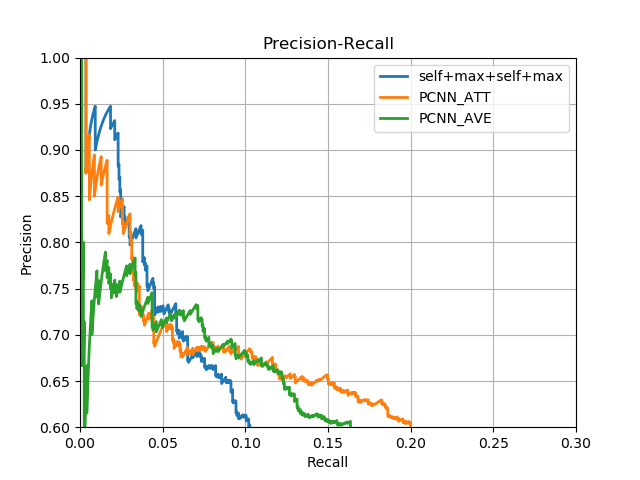 Precision-Recall
self+max+self+max
PCNN_ATT
PCNN_AVE
Precision
1.00
0.95
0.90
0.85
0.80
0.75
0.70
0.65
0.60
0.00 0.05 0.10 0.15 0.20 0.25 0.30
Recall